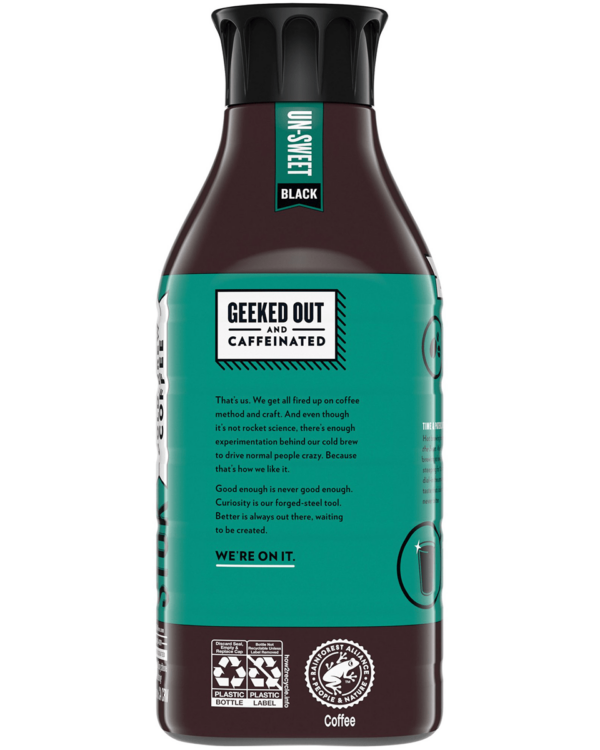 UN-SWEET
BLACK
GEEKED OUT
AND
CAFFEINATED
That's us. We get all fired up on coffee
method and craft. And even though
it's not rocket science, there's enough
experimentation behind our cold brew
to drive normal people crazy. Because
that's how we like it.
Good enough is never good enough.
Curiosity is our forged-steel tool.
Better is always out there, waiting
to be created.
WE'RE ON IT.
COFFEE
TIME
Discard Seal,
Empty &
Replace Cap
PLASTIC
BOTTLE
Bottle Not
Recyclable Unless
Label Removed
PLASTIC
LABEL
how2recycle.info
RAINFOREST ALLIANCE
PEOPLE & NATURE
TM
Coffee